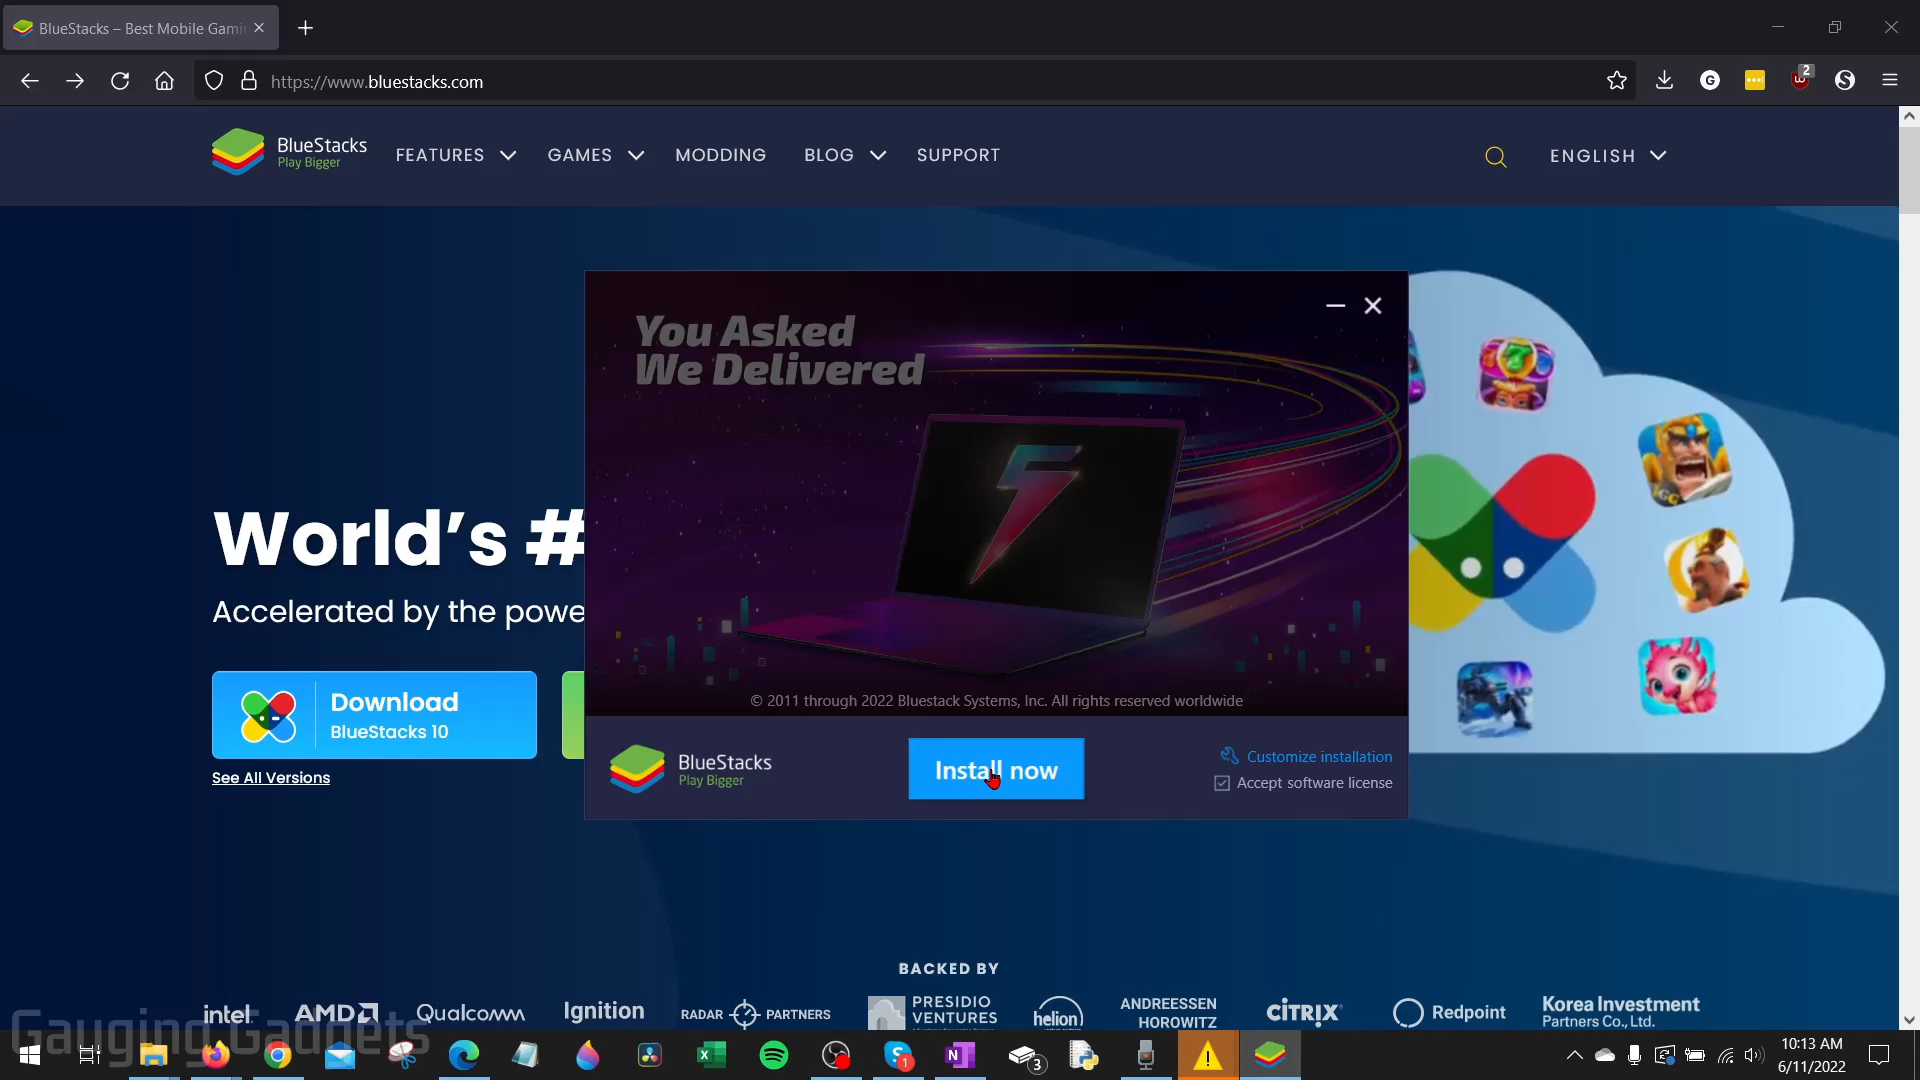 BlueStacks – Best Mobile Gami
https://www.bluestacks.com
2
BlueStacks
Play Bigger
FEATURES
GAMES
MODDING
BLOG
SUPPORT
ENGLISH
You Asked
We Delivered
World's #
Accelerated by the powe
Download
BlueStacks 10
See All Versions
© 2011 through 2022 Bluestack Systems, Inc. All rights reserved worldwide
BlueStacks
Play Bigger
Install now
Customize installation
Accept software license
BACKED BY
intel
AMD
Qualcomm
Ignition
RADAR PARTNERS
PRESIDIO
VENTURES
helion
ANDREESSEN
HOROWITZ
CITRIX
Redpoint
Korea Investment
Partners Co., Ltd.
Gauging Gadgets
1
3
10:13 AM
6/11/2022